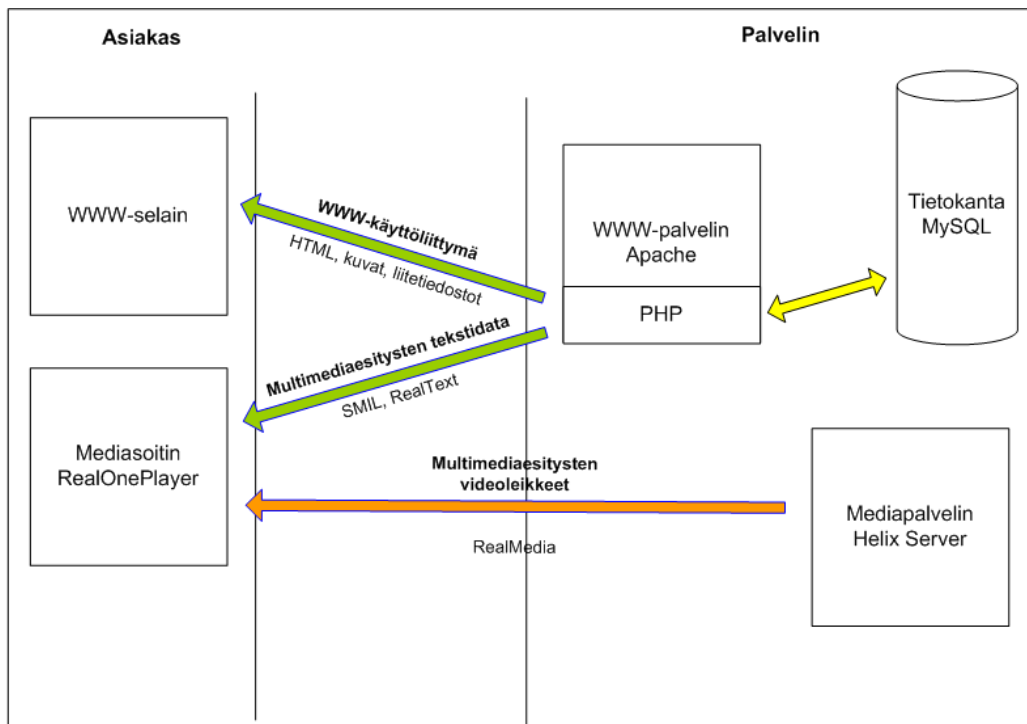 Asiakas
Palvelin
WWW-selain
WWW-käyttöliittymä
HTML, kuvat, liitetiedostot
WWW-palvelin
Apache
PHP
Tietokanta
MySQL
Multimediaesitysten tekstidata
SMIL, RealText
Mediasoitin
RealOnePlayer
Multimediaesitysten
videoleikkeet
RealMedia
Mediapalvelin
Helix Server